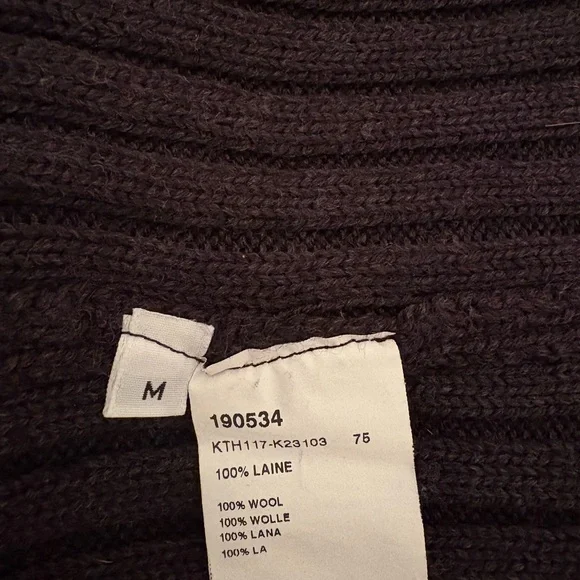 M
190534
KTH117-K23103 75
100% LAINE
100% WOOL
100% WOLLE
100% LANA
100% LA